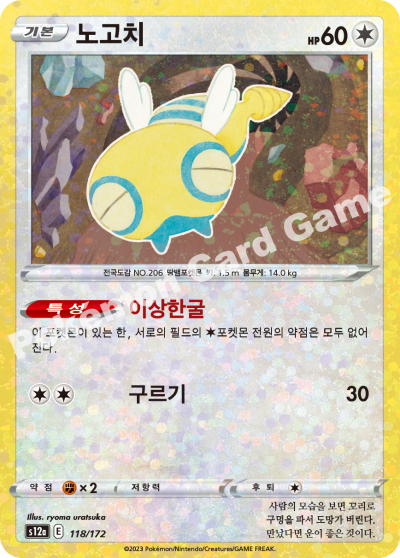 기본 노고치 HP 60
전국도감 NO.206 땅뱀포켓몬 키: 1.5 m 몸무게: 14.0 kg
특성 이상한굴
이 포켓몬이 있는 한, 서로의 필드의 포켓몬 전원의 약점은 모두 없어
진다.
구르기 30
약점 ×2 저항력 후퇴
Illus. ryoma uratsuka
s12a E 118/172
사람의 모습을 보면 꼬리로
구멍을 파서 도망가 버린다.
만났다면 운이 좋은 것이다.
©2023 Pokémon/Nintendo/Creatures/GAME FREAK.
Pokémon Card Game